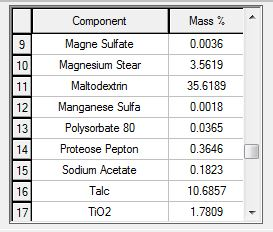 Component Mass %
9 Magne Sulfate 0.0036
10 Magnesium Stear 3.5619
11 Maltodextrin 35.6189
12 Manganese Sulfa 0.0018
13 Polysorbate 80 0.0365
14 Proteose Pepton 0.3646
15 Sodium Acetate 0.1823
16 Talc 10.6857
17 TiO2 1.7809